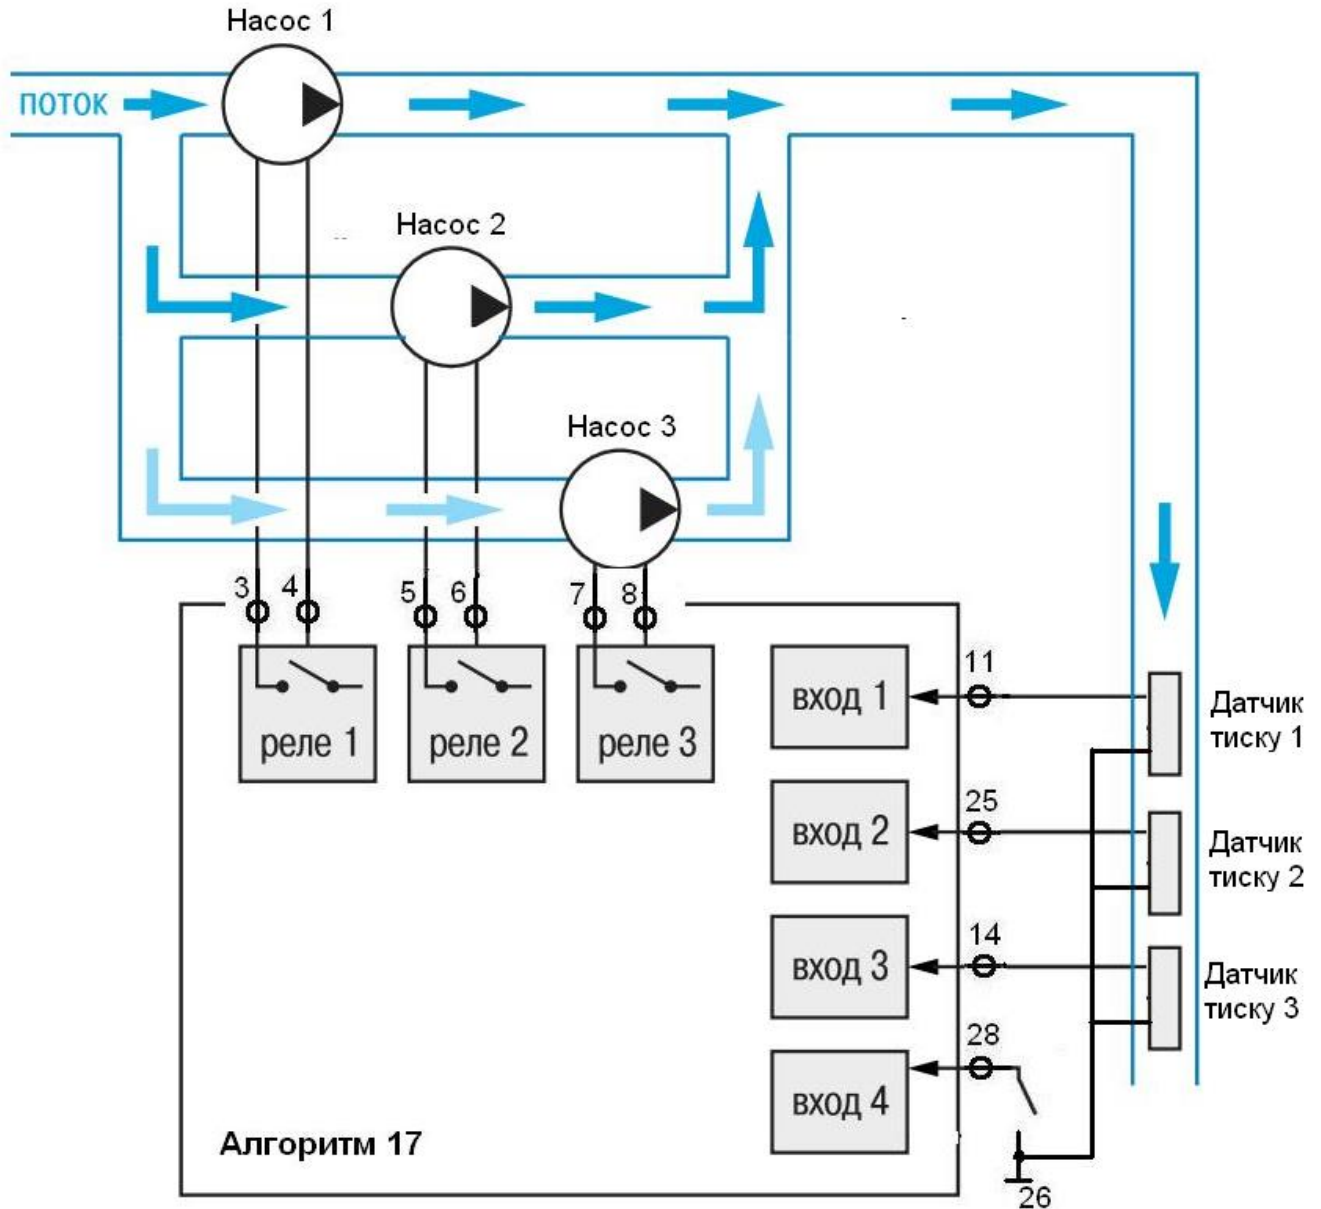 Насос 1
ПОТОК
Насос 2
Насос 3
3 4 5 6 7 8
реле 1 реле 2 реле 3
вход 1
11
Датчик
тиску 1
вход 2
25
Датчик
тиску 2
вход 3
14
Датчик
тиску 3
вход 4
28
26
Алгоритм 17